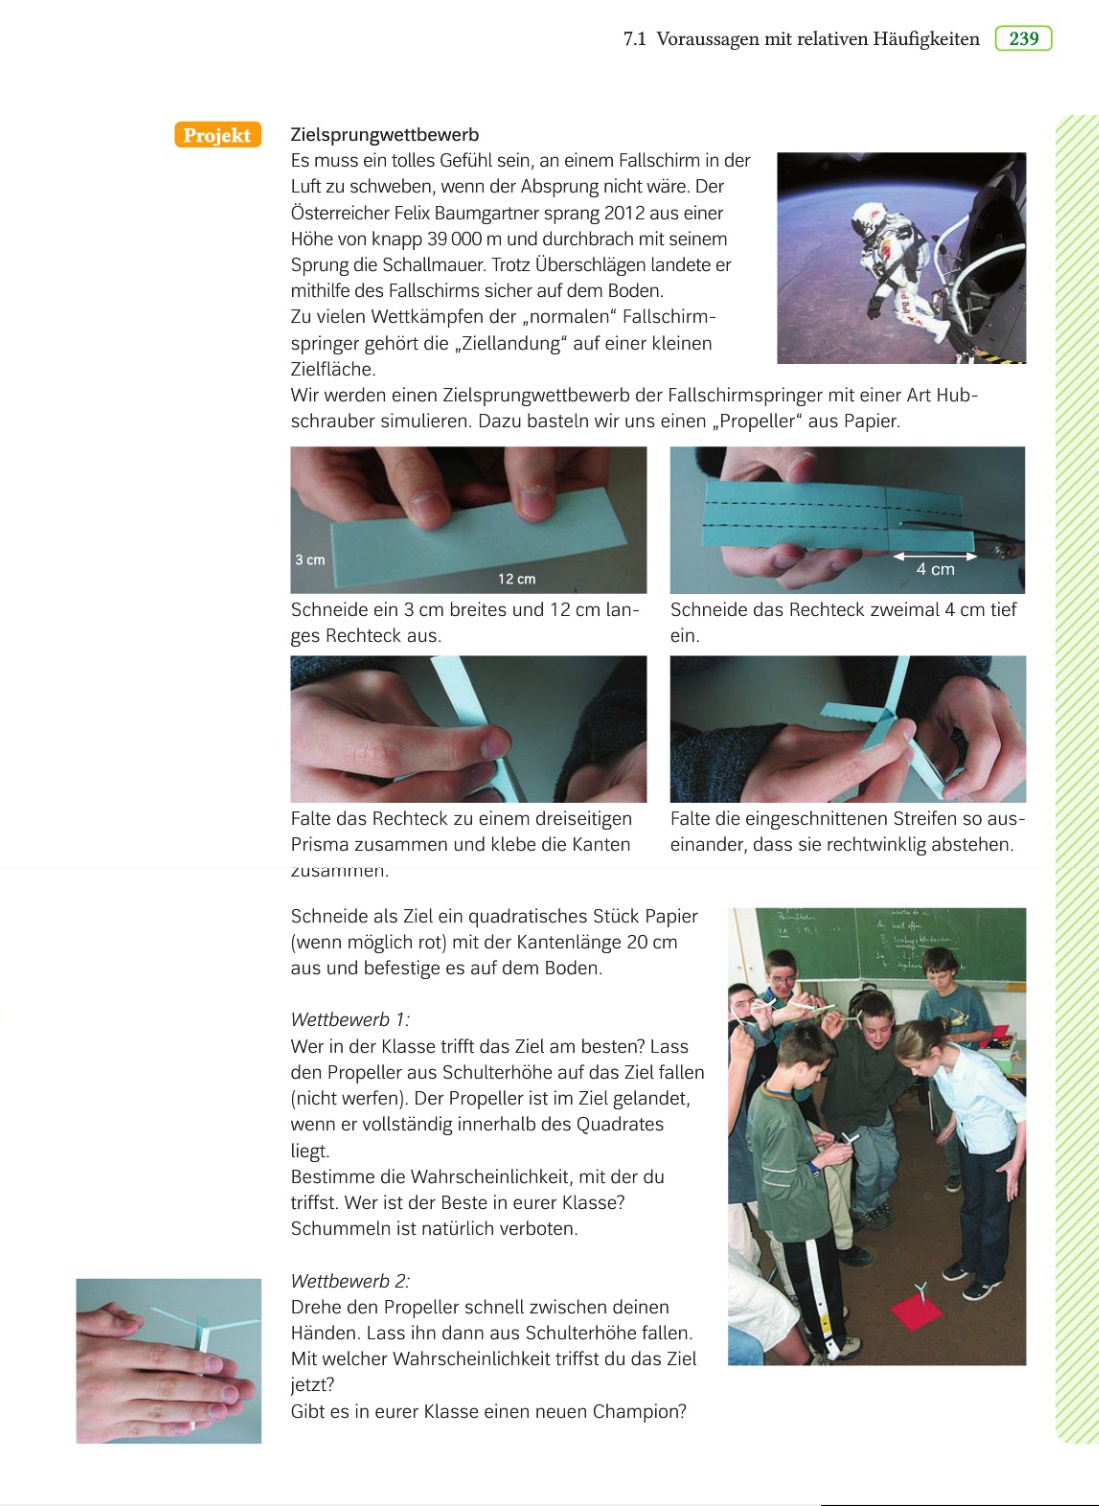 7.1 Voraussagen mit relativen Häufigkeiten 239
Projekt
Zielsprungwettbewerb
Es muss ein tolles Gefühl sein, an einem Fallschirm in der
Luft zu schweben, wenn der Absprung nicht wäre. Der
Österreicher Felix Baumgartner sprang 2012 aus einer
Höhe von knapp 39 000 m und durchbrach mit seinem
Sprung die Schallmauer. Trotz Überschlägen landete er
mithilfe des Fallschirms sicher auf dem Boden.
Zu vielen Wettkämpfen der „normalen“ Fallschirm-
springer gehört die „Ziellandung“ auf einer kleinen
Zielfläche.
Wir werden einen Zielsprungwettbewerb der Fallschirmspringer mit einer Art Hub-
schrauber simulieren. Dazu basteln wir uns einen „Propeller“ aus Papier.
3 cm
12 cm
4 cm
Schneide ein 3 cm breites und 12 cm lan-
ges Rechteck aus.
Schneide das Rechteck zweimal 4 cm tief
ein.
Falte das Rechteck zu einem dreiseitigen
Prisma zusammen und klebe die Kanten
zusammen.
Falte die eingeschnittenen Streifen so aus-
einander, dass sie rechtwinklig abstehen.
Schneide als Ziel ein quadratisches Stück Papier
(wenn möglich rot) mit der Kantenlänge 20 cm
aus und befestige es auf dem Boden.
Wettbewerb 1:
Wer in der Klasse trifft das Ziel am besten? Lass
den Propeller aus Schulterhöhe auf das Ziel fallen
(nicht werfen). Der Propeller ist im Ziel gelandet,
wenn er vollständig innerhalb des Quadrates
liegt.
Bestimme die Wahrscheinlichkeit, mit der du
triffst. Wer ist der Beste in eurer Klasse?
Schummeln ist natürlich verboten.
Wettbewerb 2:
Drehe den Propeller schnell zwischen deinen
Händen. Lass ihn dann aus Schulterhöhe fallen.
Mit welcher Wahrscheinlichkeit triffst du das Ziel
jetzt?
Gibt es in eurer Klasse einen neuen Champion?